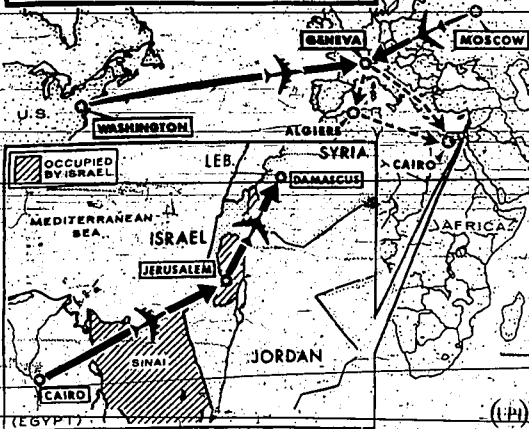 GENEVA
MOSCOW
U.S.
WASHINGTON
ALGIERS
CAIRO
AFRICA
OCCUPIED
BY ISRAEL
LEB.
SYRIA
DAMASCUS
MEDITERRANEAN
SEA
ISRAEL
JERUSALEM
SINAI
JORDAN
CAIRO
(EGYPT)
(UPI)